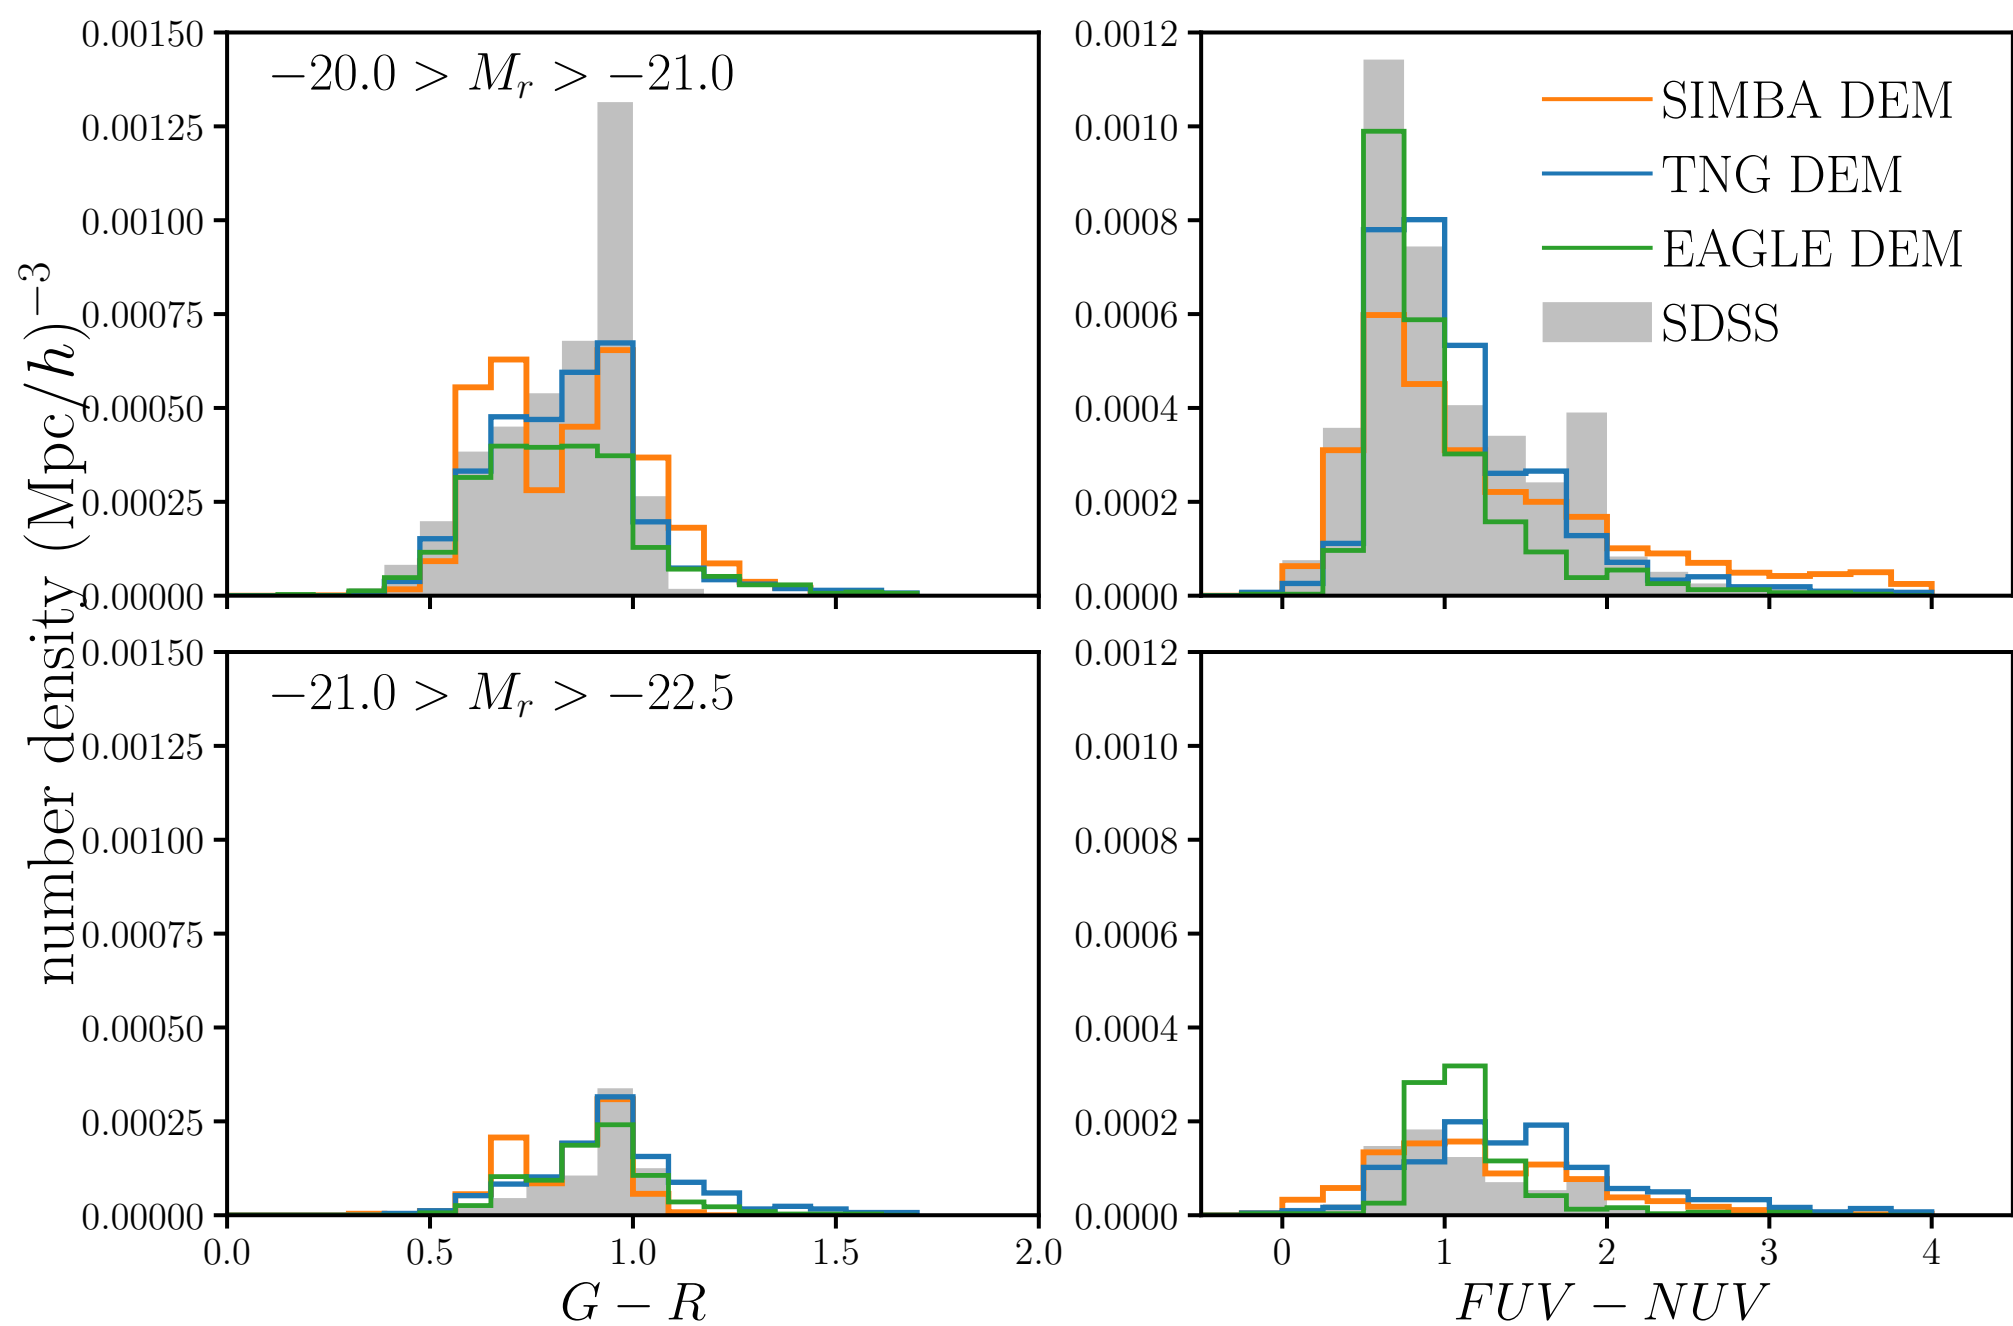 number density (Mpc/h)⁻³
0.00150
0.00125
0.00100
0.00075
0.00050
0.00025
0.00000
−20.0 > Mᵣ > −21.0
0.0012
0.0010
0.0008
0.0006
0.0004
0.0002
0.0000
SIMBA DEM
TNG DEM
EAGLE DEM
SDSS
0.00150
0.00125
0.00100
0.00075
0.00050
0.00025
0.00000
−21.0 > Mᵣ > −22.5
0.0 0.5 1.0 1.5 2.0
G − R
0.0012
0.0010
0.0008
0.0006
0.0004
0.0002
0.0000
0 1 2 3 4
FUV − NUV